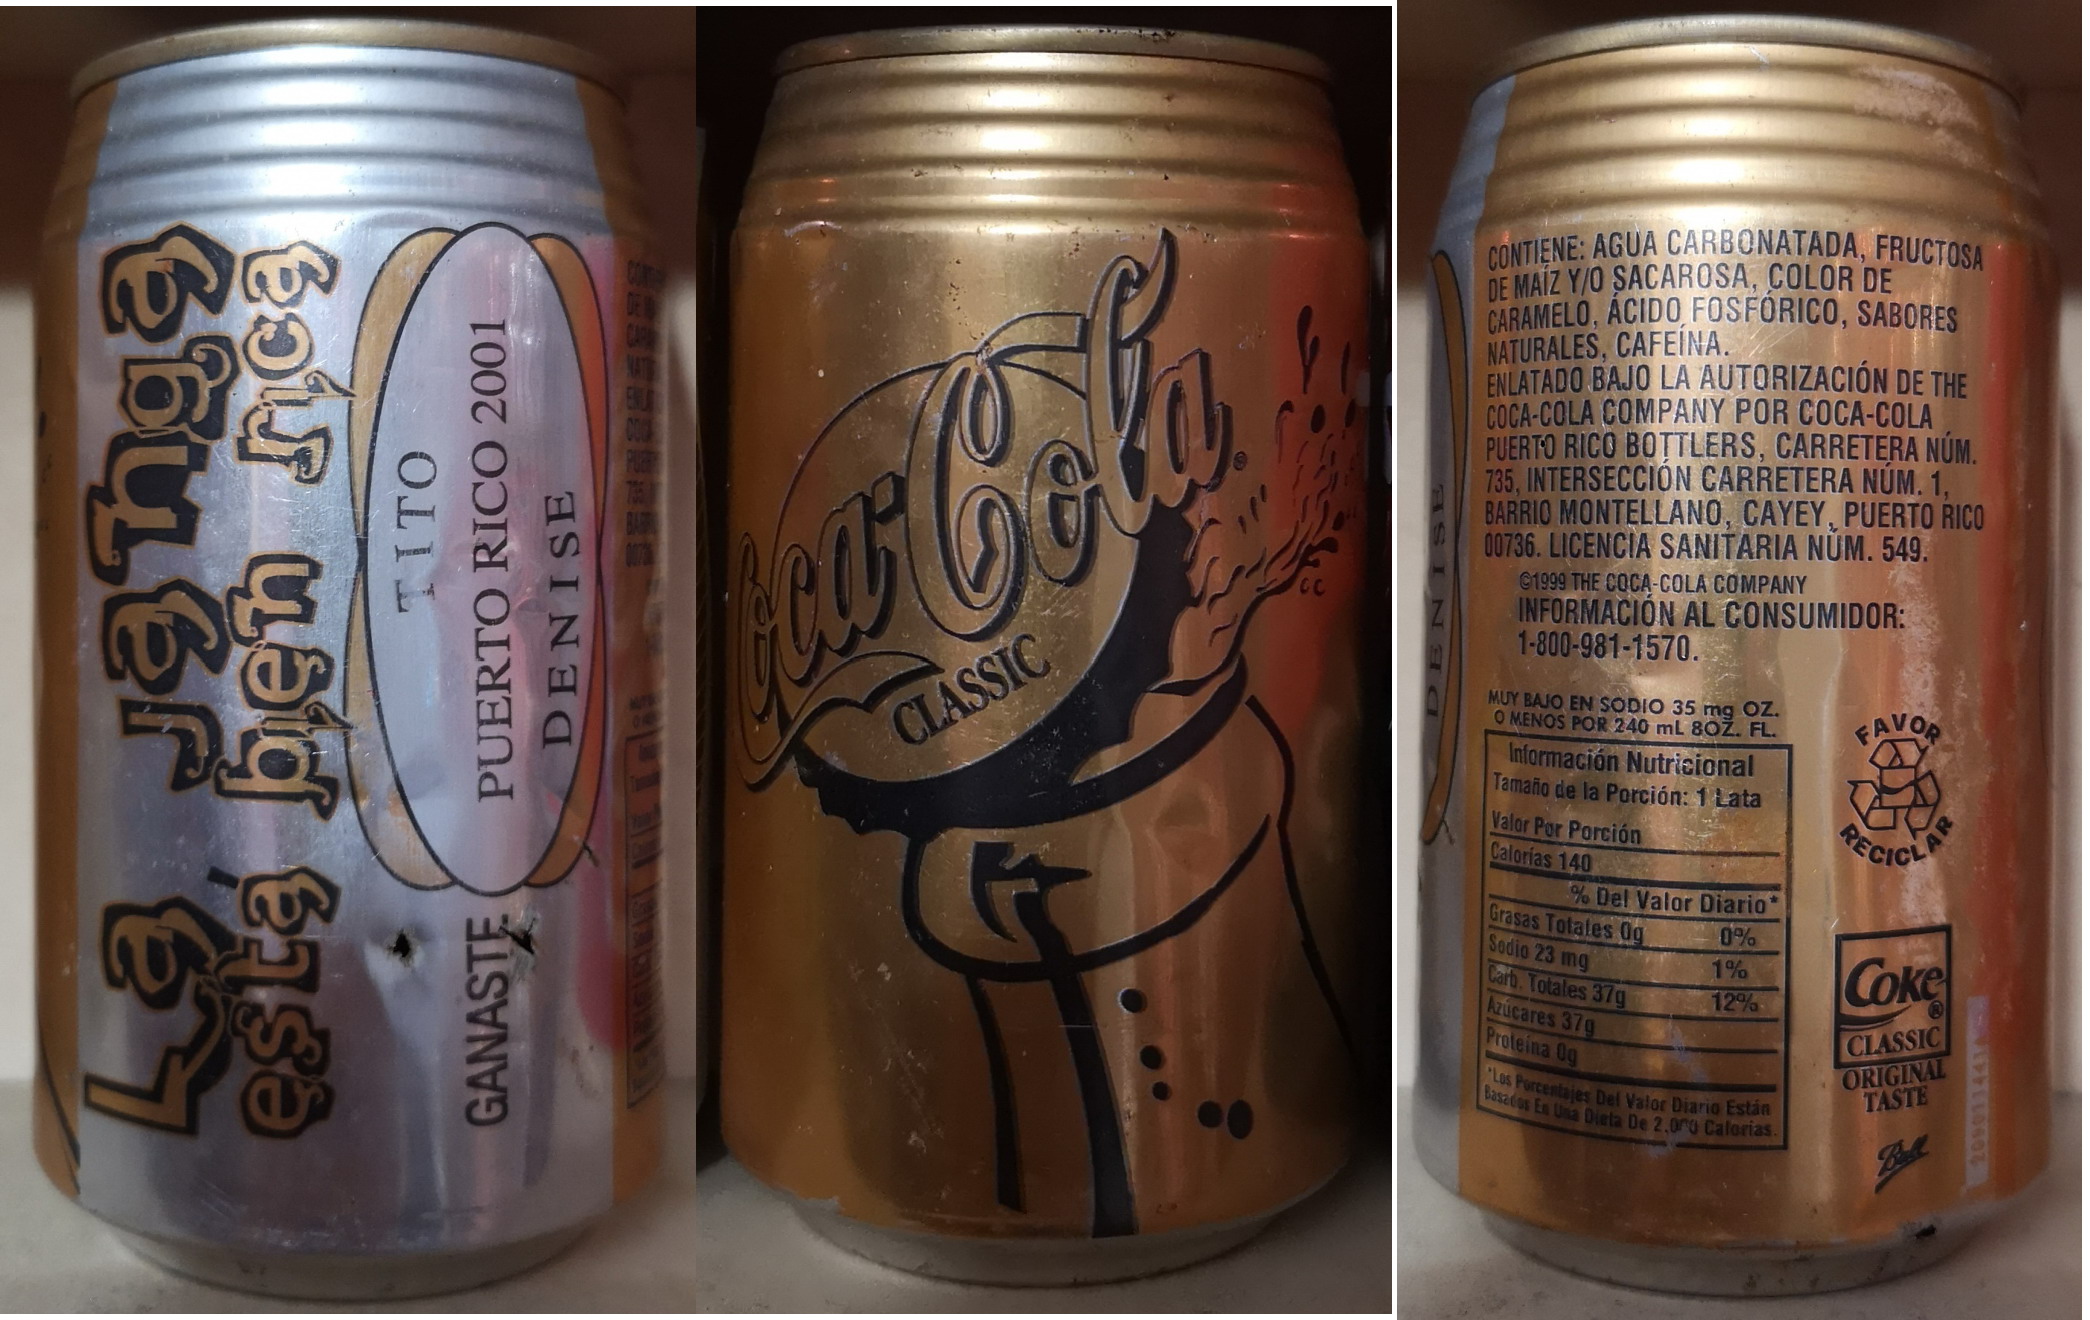 La Janga
está bien rica
TITO
PUERTO RICO 2001
DENISE
GANASTE
Coca-Cola®
CLASSIC
DENISE
CONTIENE: AGUA CARBONATADA, FRUCTOSA
DE MAÍZ Y/O SACAROSA, COLOR DE
CARAMELO, ÁCIDO FOSFÓRICO, SABORES
NATURALES, CAFEÍNA.
ENLATADO BAJO LA AUTORIZACIÓN DE THE
COCA-COLA COMPANY POR COCA-COLA
PUERTO RICO BOTTLERS, CARRETERA NÚM.
735, INTERSECCIÓN CARRETERA NÚM. 1,
BARRIO MONTELLANO, CAYEY, PUERTO RICO
00736. LICENCIA SANITARIA NÚM. 549.
©1999 THE COCA-COLA COMPANY
INFORMACIÓN AL CONSUMIDOR:
1-800-981-1570.
MUY BAJO EN SODIO 35 mg OZ.
O MENOS POR 240 mL 8OZ. FL.
Información Nutricional
Tamaño de la Porción: 1 Lata
Valor Por Porción
Calorías 140
% Del Valor Diario*
Grasas Totales 0g 0%
Sodio 23 mg 1%
Carb. Totales 37g 12%
Azúcares 37g
Proteína 0g
*Los Porcentajes Del Valor Diario Están
Basados En Una Dieta De 2,000 Calorías.
FAVOR
RECICLAR
Coke®
CLASSIC
ORIGINAL
TASTE
Ball